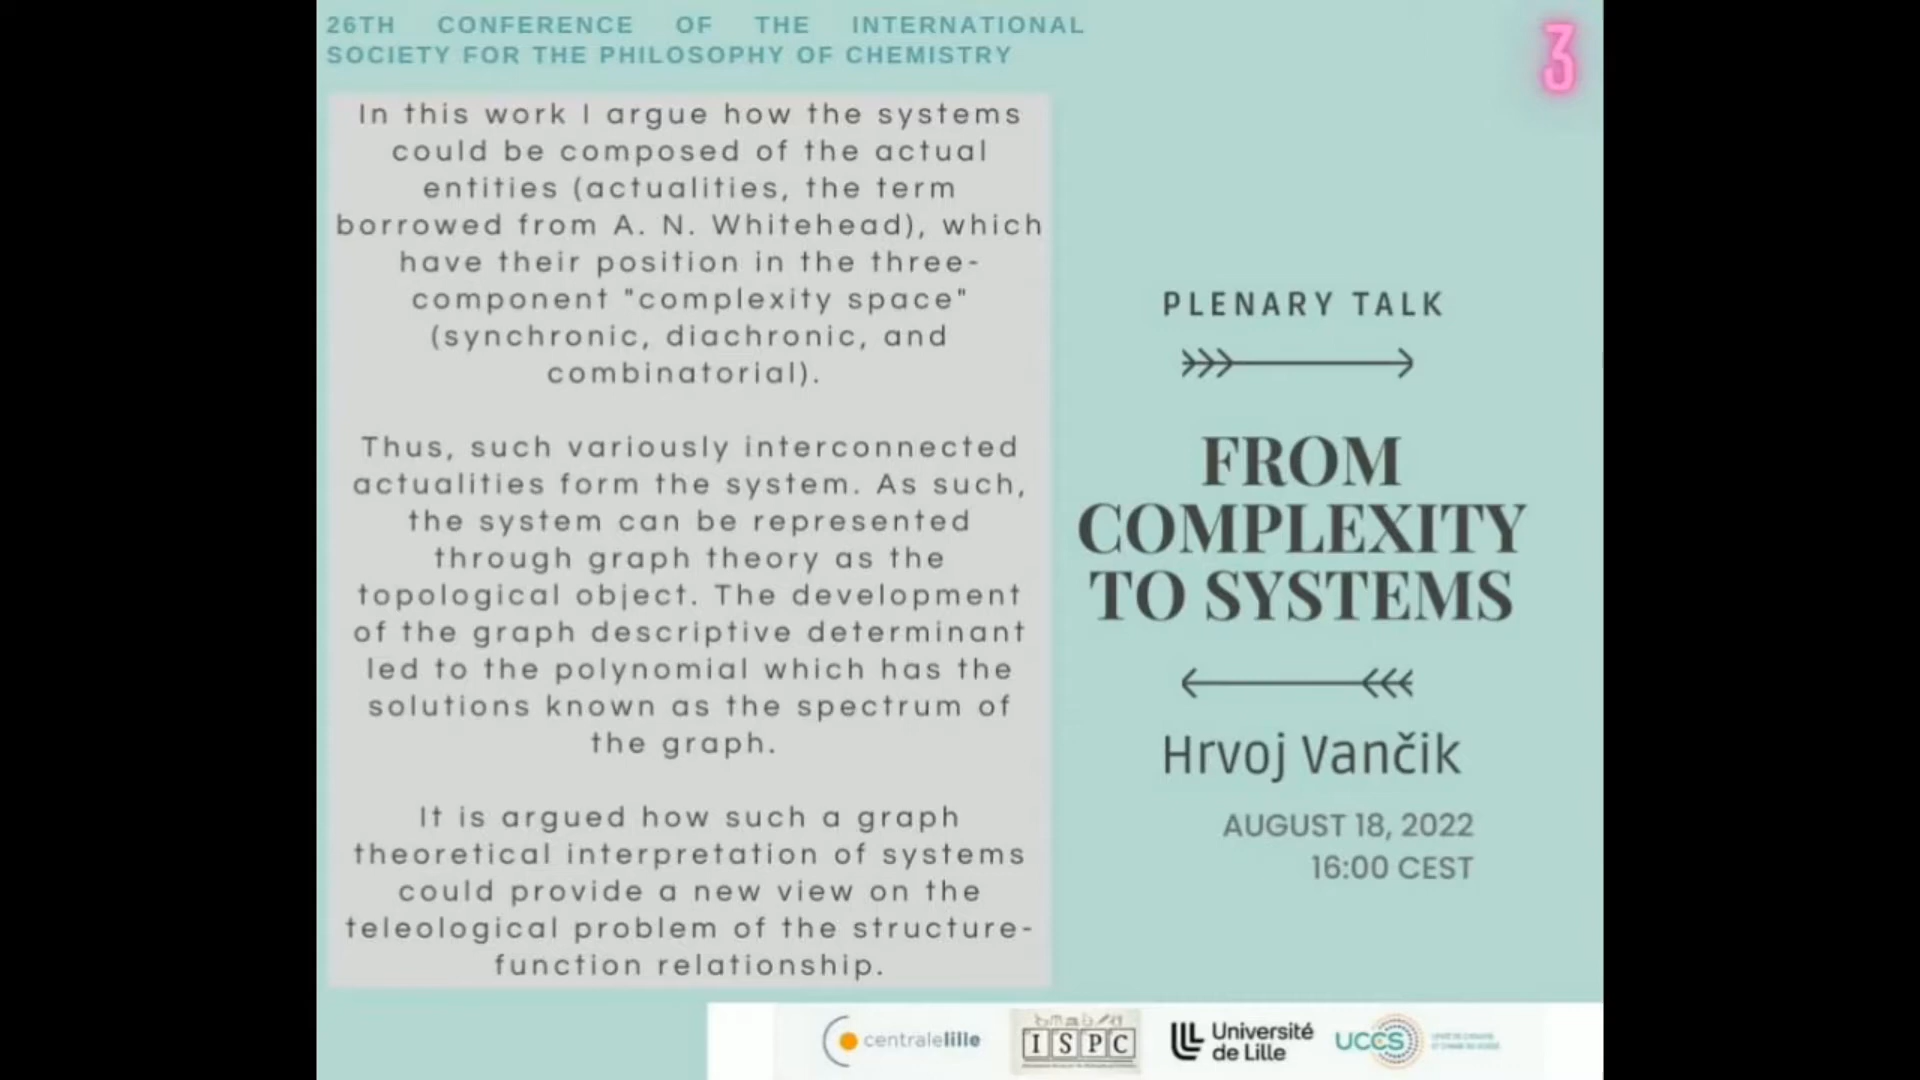 26TH CONFERENCE OF THE INTERNATIONAL
SOCIETY FOR THE PHILOSOPHY OF CHEMISTRY
3
In this work I argue how the systems
could be composed of the actual
entities (actualities, the term
borrowed from A. N. Whitehead), which
have their position in the three-
component "complexity space"
(synchronic, diachronic, and
combinatorial).
Thus, such variously interconnected
actualities form the system. As such,
the system can be represented
through graph theory as the
topological object. The development
of the graph descriptive determinant
led to the polynomial which has the
solutions known as the spectrum of
the graph.
It is argued how such a graph
theoretical interpretation of systems
could provide a new view on the
teleological problem of the structure-
function relationship.
PLENARY TALK
FROM
COMPLEXITY
TO SYSTEMS
Hrvoj Vančik
AUGUST 18, 2022
16:00 CEST
centralelille
ISPC
Université
de Lille
UCCS